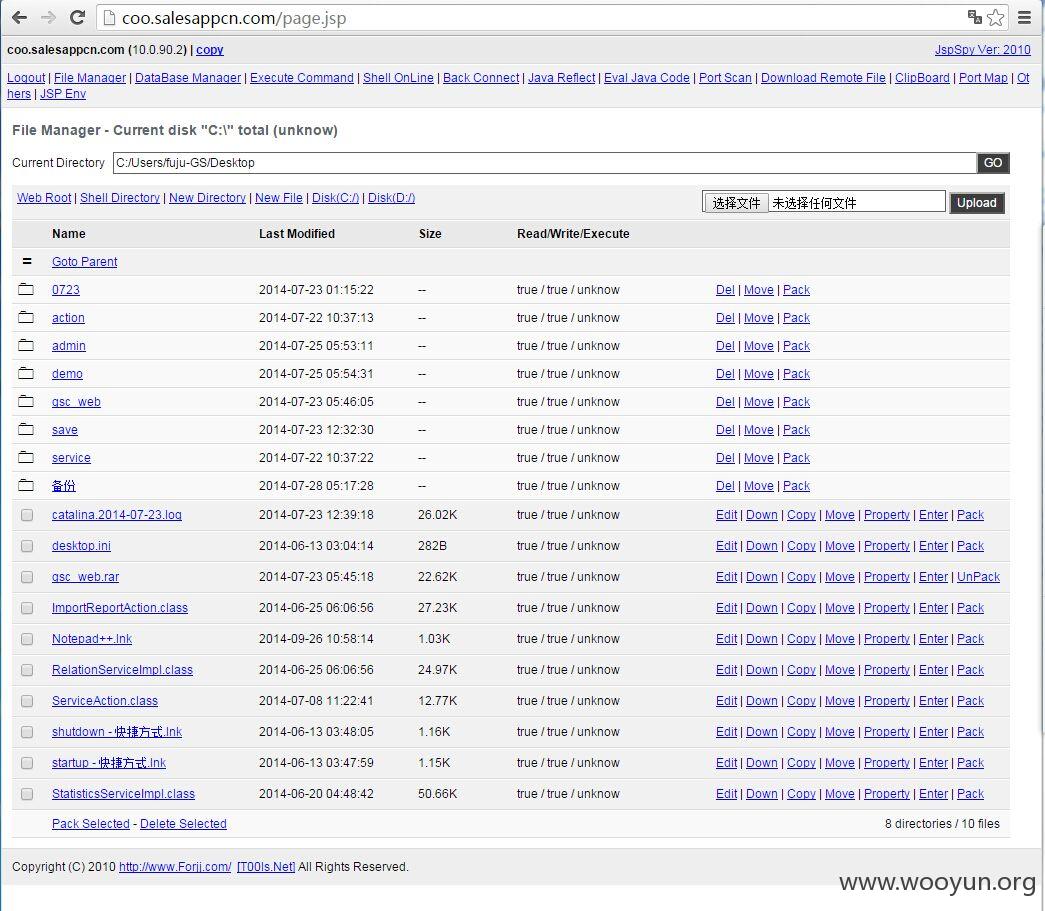 coo.salesappcn.com/page.jsp
coo.salesappcn.com (10.0.90.2) | copy JspSpy Ver: 2010
Logout | File Manager | DataBase Manager | Execute Command | Shell OnLine | Back Connect | Java Reflect | Eval Java Code | Port Scan | Download Remote File | ClipBoard | Port Map | Ot
hers | JSP Env
File Manager - Current disk "C:\" total (unknow)
Current Directory C:/Users/fuju-GS/Desktop GO
Web Root | Shell Directory | New Directory | New File | Disk(C:/) | Disk(D:/) 选择文件 未选择任何文件 Upload
Name Last Modified Size Read/Write/Execute
= Goto Parent
0723 2014-07-23 01:15:22 -- true / true / unknow Del | Move | Pack
action 2014-07-22 10:37:13 -- true / true / unknow Del | Move | Pack
admin 2014-07-25 05:53:11 -- true / true / unknow Del | Move | Pack
demo 2014-07-25 05:54:31 -- true / true / unknow Del | Move | Pack
gsc_web 2014-07-23 05:46:05 -- true / true / unknow Del | Move | Pack
save 2014-07-23 12:32:30 -- true / true / unknow Del | Move | Pack
service 2014-07-22 10:37:22 -- true / true / unknow Del | Move | Pack
备份 2014-07-28 05:17:28 -- true / true / unknow Del | Move | Pack
catalina.2014-07-23.log 2014-07-23 12:39:18 26.02K true / true / unknow Edit | Down | Copy | Move | Property | Enter | Pack
desktop.ini 2014-06-13 03:04:14 282B true / true / unknow Edit | Down | Copy | Move | Property | Enter | Pack
gsc_web.rar 2014-07-23 05:45:18 22.62K true / true / unknow Edit | Down | Copy | Move | Property | Enter | UnPack
ImportReportAction.class 2014-06-25 06:06:56 27.23K true / true / unknow Edit | Down | Copy | Move | Property | Enter | Pack
Notepad++.lnk 2014-09-26 10:58:14 1.03K true / true / unknow Edit | Down | Copy | Move | Property | Enter | Pack
RelationServiceImpl.class 2014-06-25 06:06:56 24.97K true / true / unknow Edit | Down | Copy | Move | Property | Enter | Pack
ServiceAction.class 2014-07-08 11:22:41 12.77K true / true / unknow Edit | Down | Copy | Move | Property | Enter | Pack
shutdown - 快捷方式.lnk 2014-06-13 03:48:05 1.16K true / true / unknow Edit | Down | Copy | Move | Property | Enter | Pack
startup - 快捷方式.lnk 2014-06-13 03:47:59 1.15K true / true / unknow Edit | Down | Copy | Move | Property | Enter | Pack
StatisticsServiceImpl.class 2014-06-20 04:48:42 50.66K true / true / unknow Edit | Down | Copy | Move | Property | Enter | Pack
Pack Selected - Delete Selected 8 directories / 10 files
Copyright (C) 2010 http://www.Forjj.com/ [T00ls.Net] All Rights Reserved.
www.wooyun.org